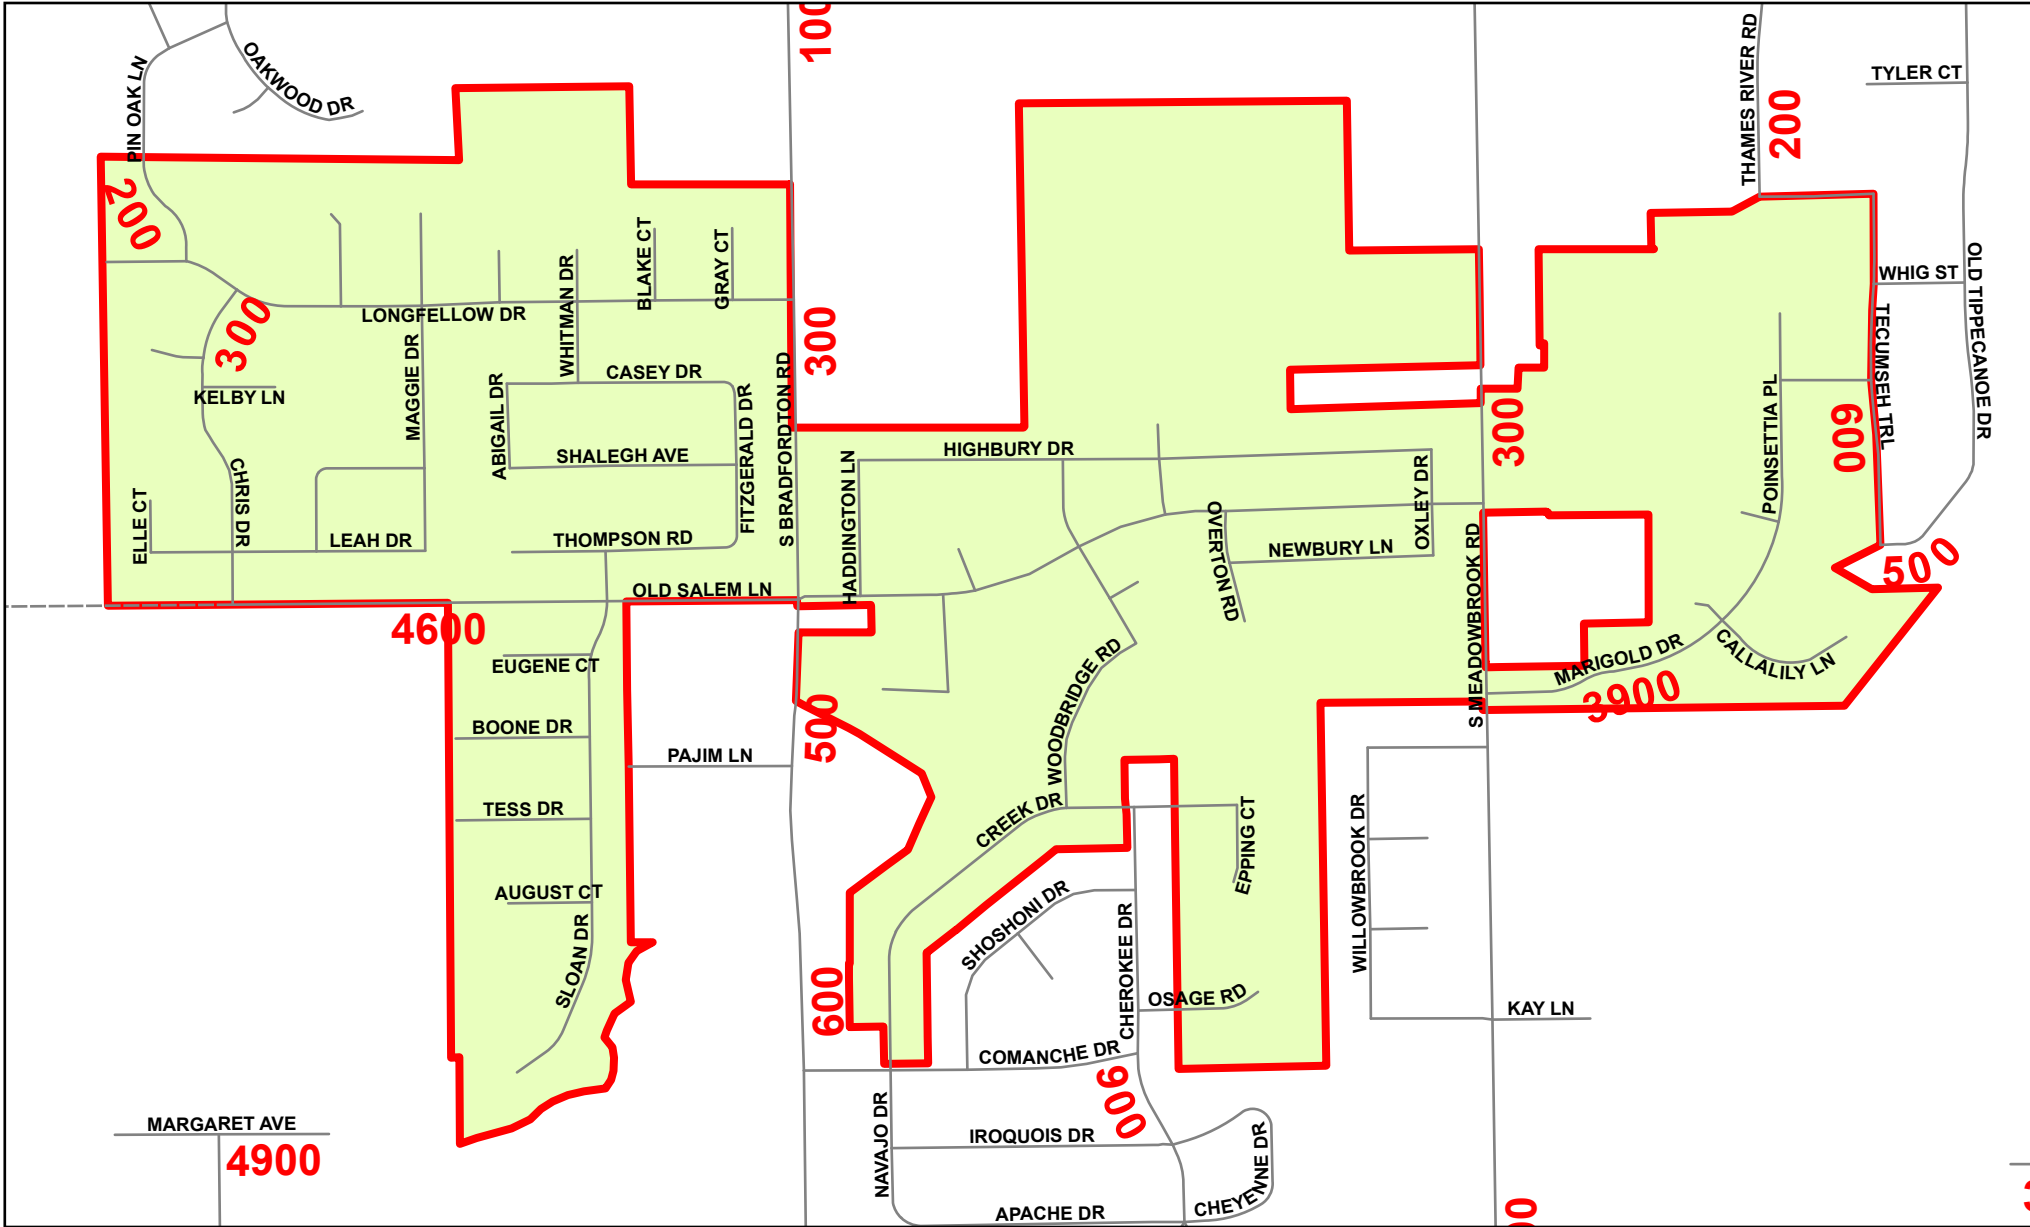 100
THAMES RIVER RD
OAKWOOD DR
PIN OAK LN
TYLER CT
200
200
BLAKE CT
GRAY CT
WHITMAN DR
WHIG ST
OLD TIPPECANOE DR
LONGFELLOW DR
300
300
TECUMSEH TRL
MAGGIE DR
S BRADFORDTON RD
CASEY DR
ABIGAIL DR
KELBY LN
FITZGERALD DR
POINSETTIA PL
300
600
HIGHBURY DR
SHALEGH AVE
HADDINGTON LN
OXLEY DR
CHRIS DR
ELLE CT
OVERTON RD
LEAH DR
THOMPSON RD
NEWBURY LN
S MEADOWBROOK RD
500
OLD SALEM LN
4600
EUGENE CT
MARIGOLD DR
CALLALILY LN
3900
WOODBRIDGE RD
500
BOONE DR
PAJIM LN
TESS DR
CREEK DR
EPPING CT
WILLOWBROOK DR
AUGUST CT
SLOAN DR
SHOSHONI DR
CHEROKEE DR
600
OSAGE RD
KAY LN
COMANCHE DR
600
NAVAJO DR
MARGARET AVE
4900
IROQUOIS DR
CHEYENNE DR
APACHE DR